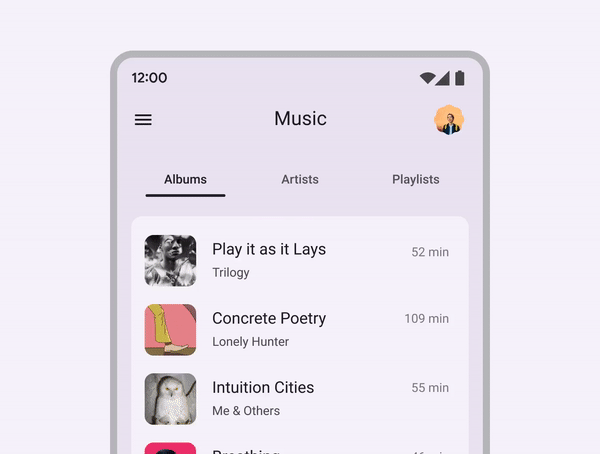 12:00
Music
Albums Artists Playlists
Play it as it Lays 52 min
Trilogy
Concrete Poetry 109 min
Lonely Hunter
Intuition Cities 55 min
Me & Others